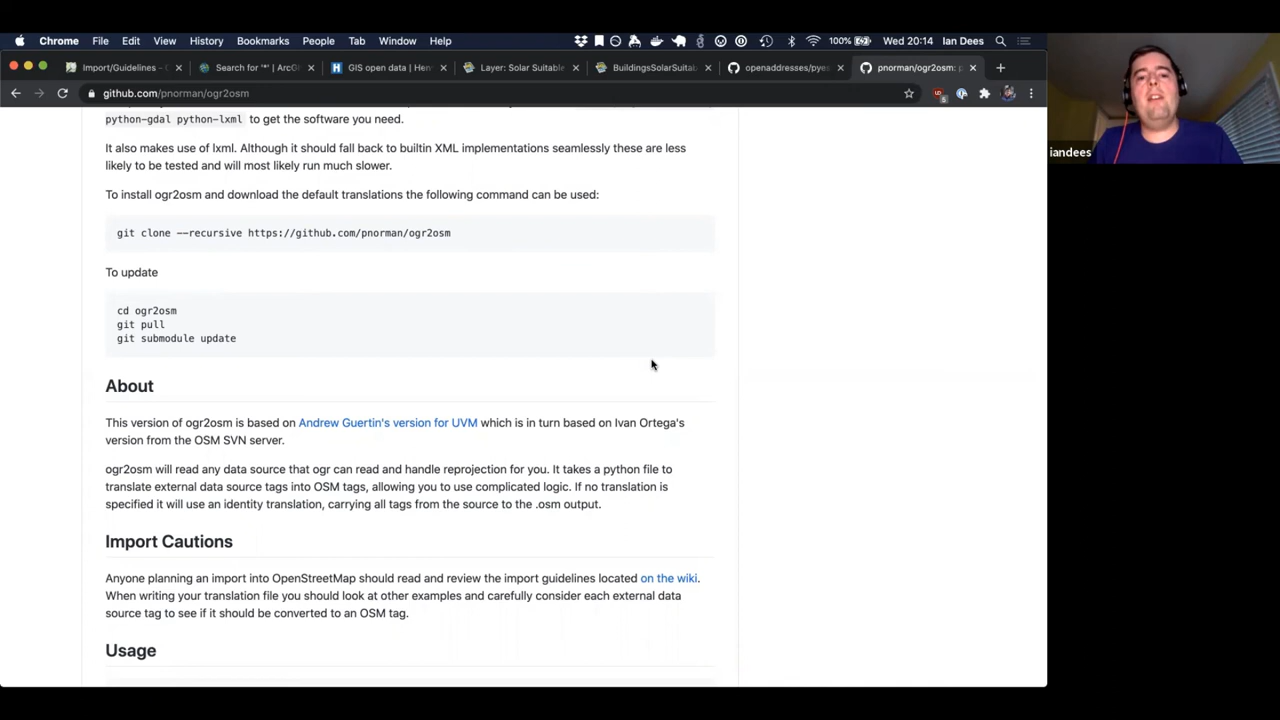 Chrome File Edit View History Bookmarks People Tab Window Help 100% Wed 20:14 Ian Dees
Import/Guidelines – Search for '*' | ArcG GIS open data | Hen Layer: Solar Suitable BuildingsSolarSuitab openaddresses/pyes pnorman/ogr2osm: p
github.com/pnorman/ogr2osm
5
python-gdal python-lxml to get the software you need.
It also makes use of lxml. Although it should fall back to builtin XML implementations seamlessly these are less
likely to be tested and will most likely run much slower.
To install ogr2osm and download the default translations the following command can be used:
git clone --recursive https://github.com/pnorman/ogr2osm
To update
cd ogr2osm
git pull
git submodule update
About
This version of ogr2osm is based on Andrew Guertin's version for UVM which is in turn based on Ivan Ortega's
version from the OSM SVN server.
ogr2osm will read any data source that ogr can read and handle reprojection for you. It takes a python file to
translate external data source tags into OSM tags, allowing you to use complicated logic. If no translation is
specified it will use an identity translation, carrying all tags from the source to the .osm output.
Import Cautions
Anyone planning an import into OpenStreetMap should read and review the import guidelines located on the wiki.
When writing your translation file you should look at other examples and carefully consider each external data
source tag to see if it should be converted to an OSM tag.
Usage
iandees